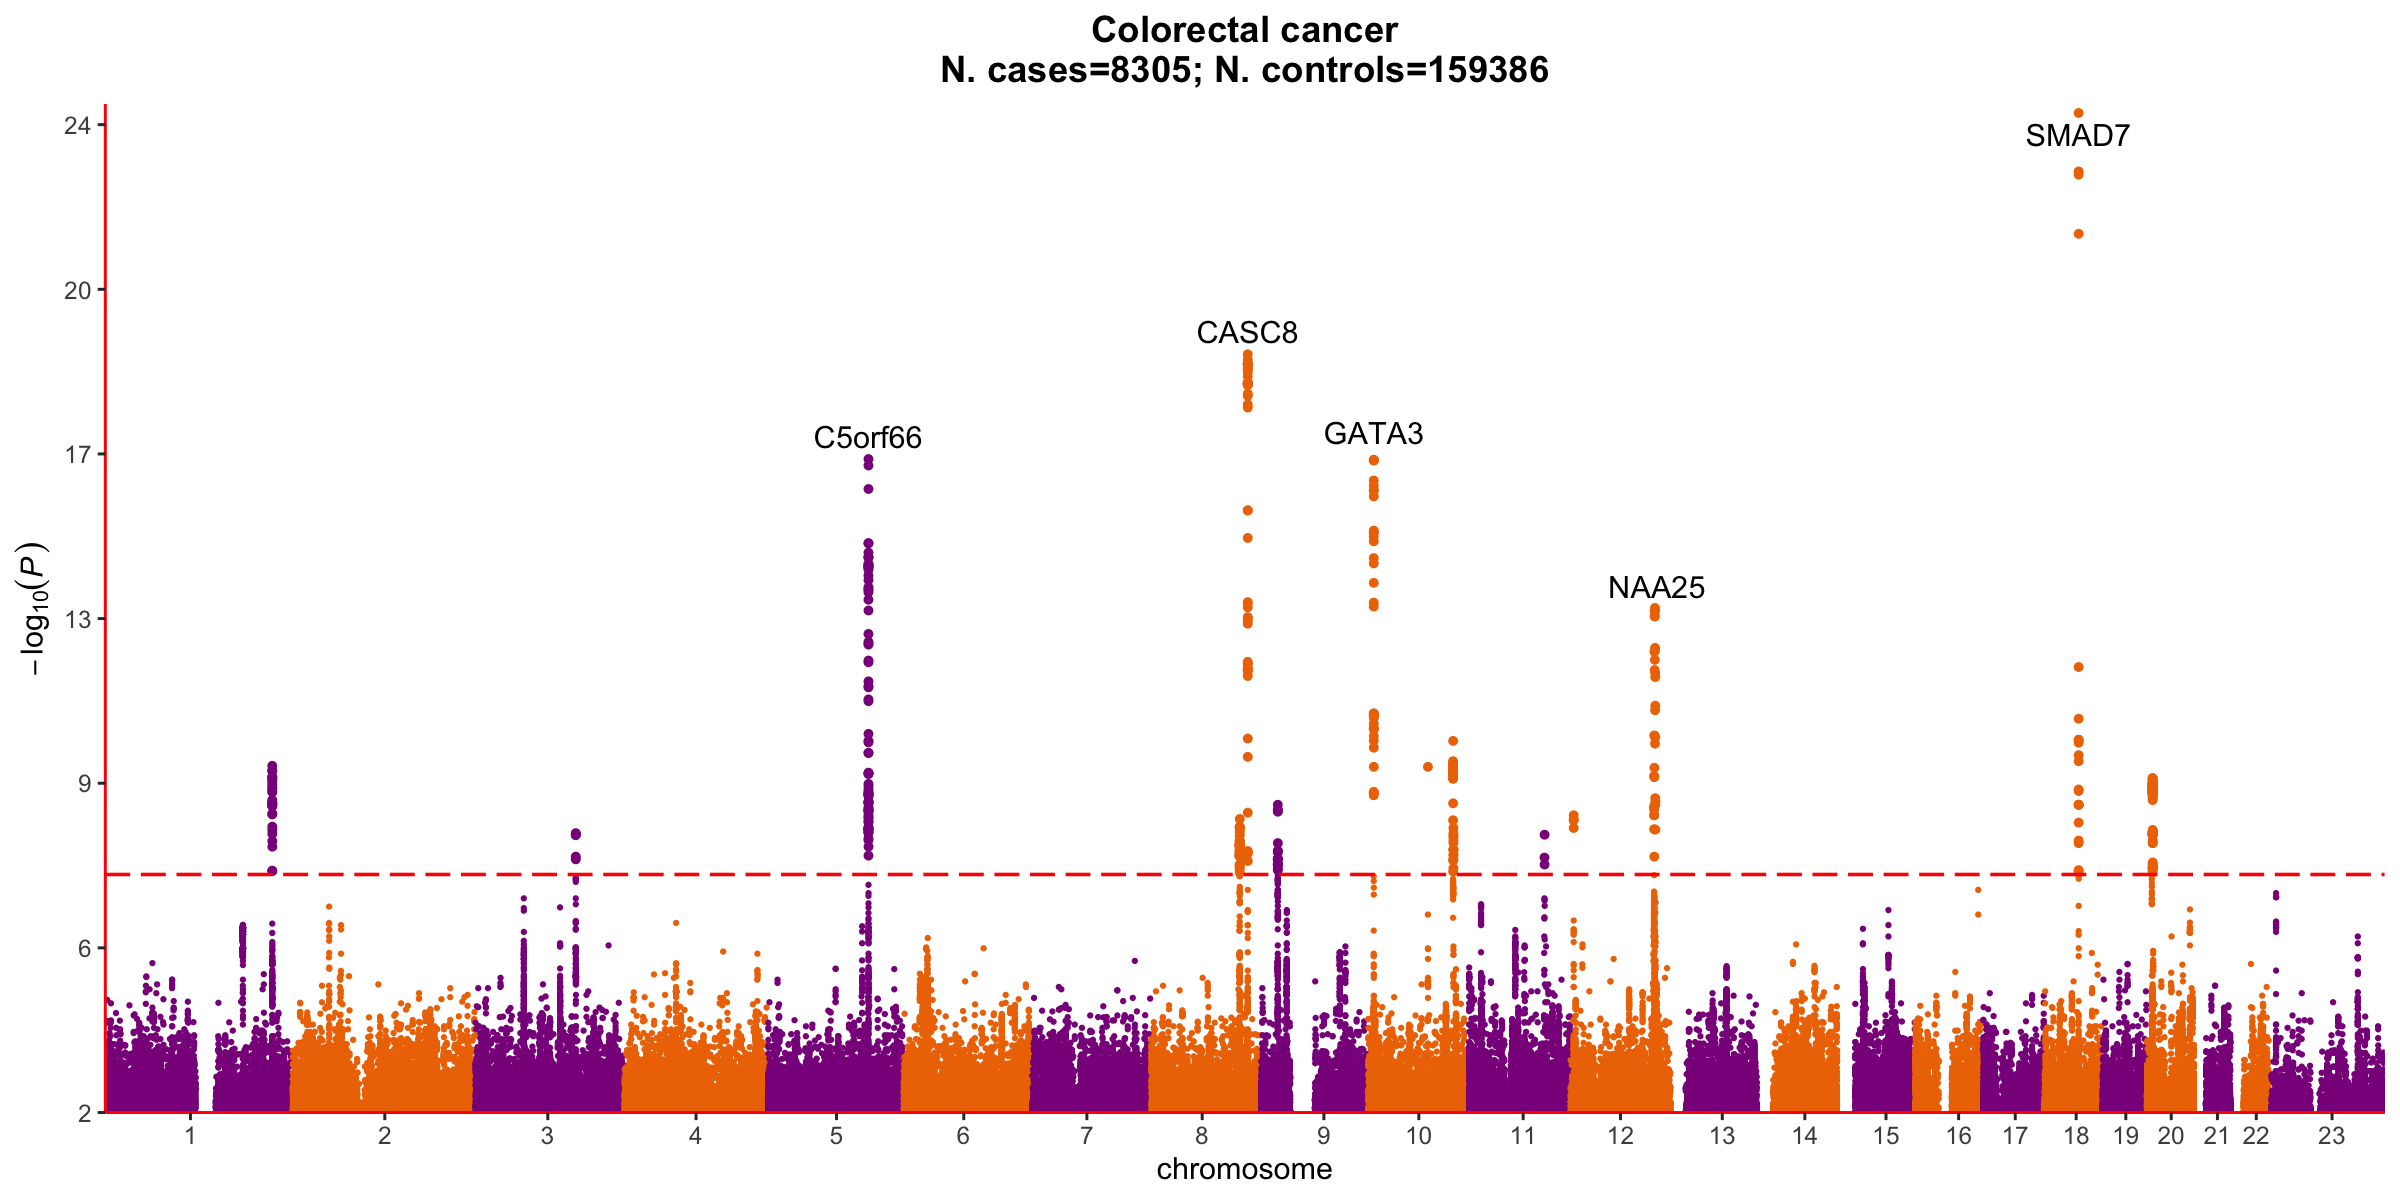 Colorectal cancer
N. cases=8305; N. controls=159386
24
SMAD7
20
CASC8
17
C5orf66
GATA3
13
NAA25
9
6
2
−log10(P)
1 2 3 4 5 6 7 8 9 10 11 12 13 14 15 16 17 18 19 20 21 22 23
chromosome